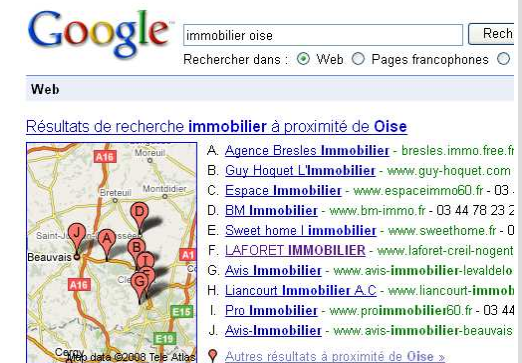 Google
immobilier oise
Rech
Rechercher dans : Web Pages francophones
Web
Résultats de recherche immobilier à proximité de Oise
A. Agence Bresles Immobilier - bresles.immo.free.f
B. Guy Hoquet L'Immobilier - www.guy-hoquet.com
C. Espace Immobilier - www.espaceimmo60.fr - 03
D. BM Immobilier - www.bm-immo.fr - 03 44 78 23 2
E. Sweet home I immobilier - www.sweethome.fr - 0
F. LAFORET IMMOBILIER - www.laforet-creil-nogent
G. Avis Immobilier - www.avis-immobilier-levaldelo
H. Liancourt Immobilier A.C - www.liancourt-immob
I. Pro Immobilier - www.proimmobilier60.fr - 03 44
J. Avis-Immobilier - www.avis-immobilier-beauvais
Autres résultats à proximité de Oise »
A16
Moreuil
Breteuil
Montdidier
D
J
A
B
I
Beauvais
A1
G
A16
E15
E19
Map data ©2008 Tele Atlas